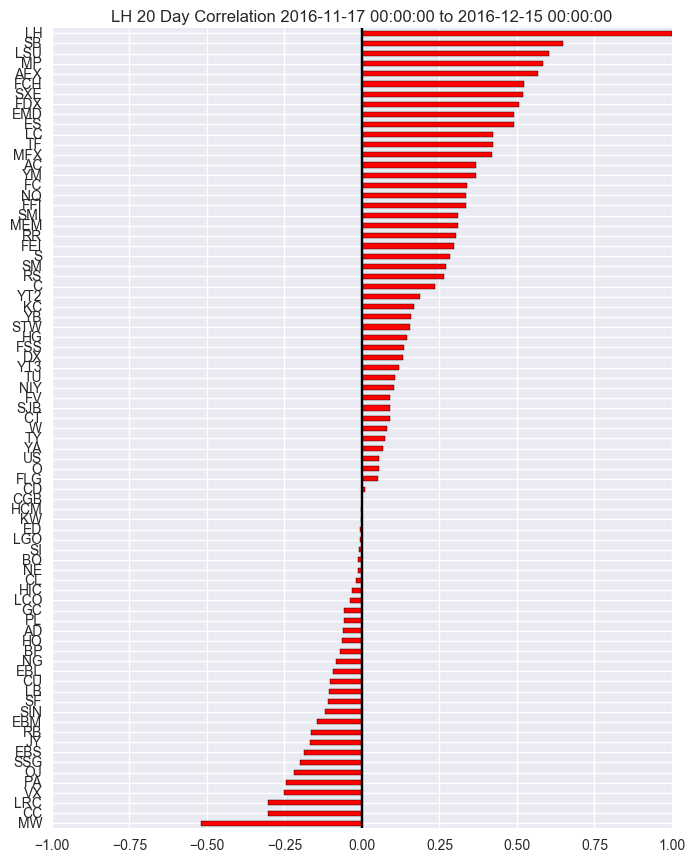 LH 20 Day Correlation 2016-11-17 00:00:00 to 2016-12-15 00:00:00
LH
SB
LSU
MP
AEX
FCH
SXE
FDX
EMD
ES
LC
TF
MFX
AC
YM
FC
NQ
FFI
SMI
MEM
RR
FEI
S
SM
RS
C
YT2
KC
YB
STW
HG
FSS
DX
YT3
TU
NIY
FV
SJB
CT
W
TY
YA
US
O
FLG
CD
CGB
HCM
KW
ED
LGO
SI
BO
NE
CL
HIC
LCO
GC
PL
AD
HO
BP
NG
EBL
CU
LB
SF
SIN
EBM
RB
JY
EBS
SSG
OJ
PA
VX
LRC
CC
MW
−1.00 −0.75 −0.50 −0.25 0.00 0.25 0.50 0.75 1.00